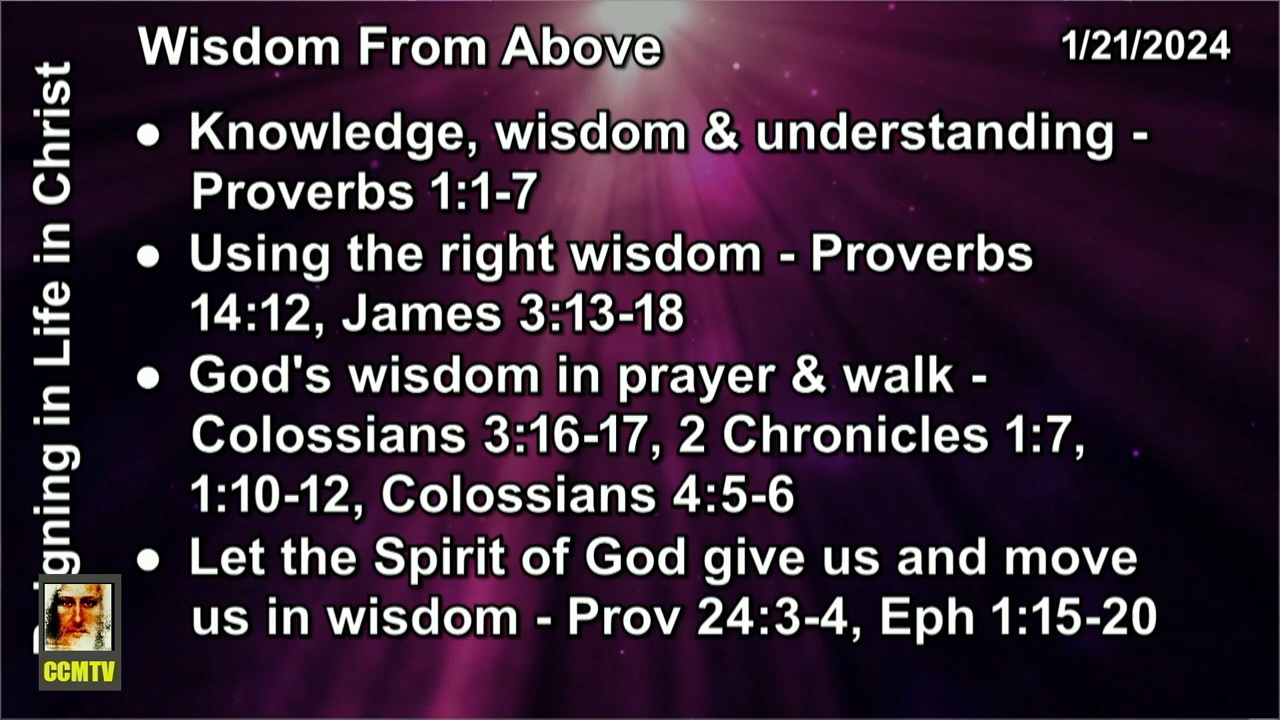 Wisdom From Above
1/21/2024
● Knowledge, wisdom & understanding -
Proverbs 1:1-7
● Using the right wisdom - Proverbs
14:12, James 3:13-18
● God's wisdom in prayer & walk -
Colossians 3:16-17, 2 Chronicles 1:7,
1:10-12, Colossians 4:5-6
● Let the Spirit of God give us and move
us in wisdom - Prov 24:3-4, Eph 1:15-20
in Life in Christ
CCMTV